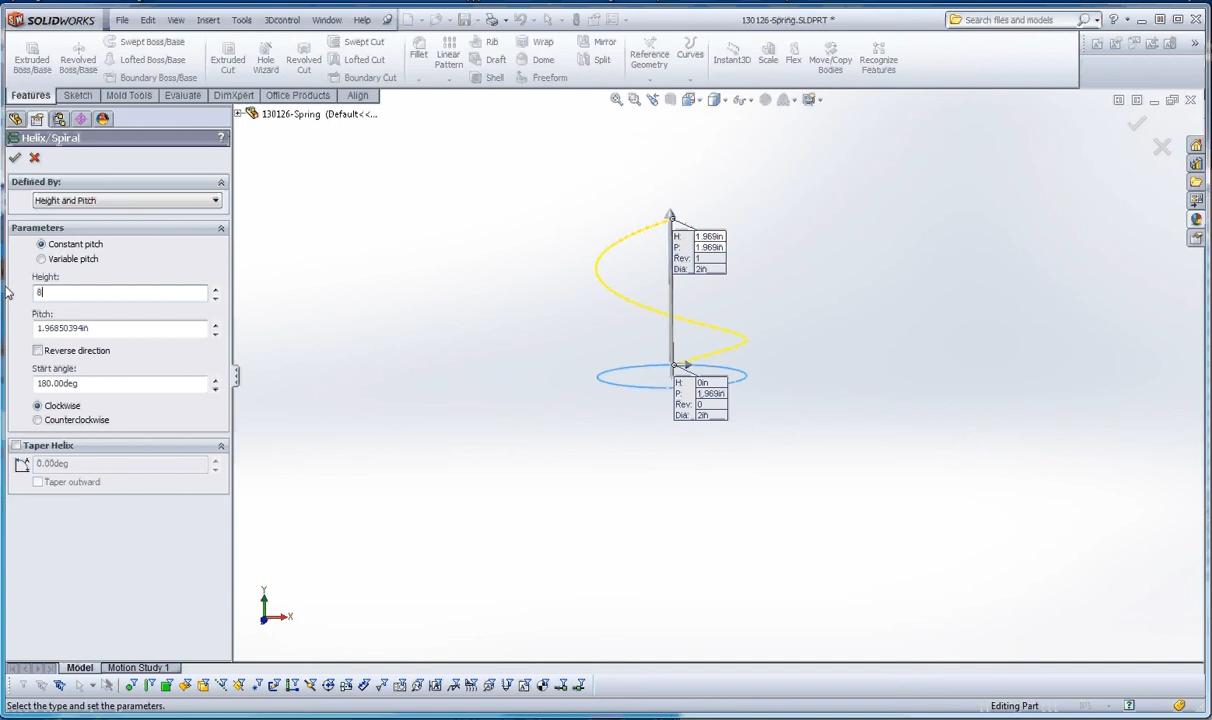 SOLIDWORKS File Edit View Insert Tools 3Dcontrol Window Help 130126-Spring.SLDPRT * Search files and models
Extruded Boss/Base
Revolved Boss/Base
Swept Boss/Base
Lofted Boss/Base
Boundary Boss/Base
Extruded Cut
Hole Wizard
Revolved Cut
Swept Cut
Lofted Cut
Boundary Cut
Fillet
Linear Pattern
Rib
Draft
Shell
Wrap
Dome
Freeform
Mirror
Split
Reference Geometry
Curves
Instant3D
Scale
Flex
Move/Copy Bodies
Recognize Features
Features Sketch Mold Tools Evaluate DimXpert Office Products Align
130126-Spring (Default<<...
Helix/Spiral ?
Defined By:
Height and Pitch
Parameters
Constant pitch
Variable pitch
Height:
8
Pitch:
1.96850394in
Reverse direction
Start angle:
180.00deg
Clockwise
Counterclockwise
Taper Helix
0.00deg
Taper outward
H: 1.969in
P: 1.969in
Rev: 1
Dia: 2in
H: 0in
P: 1.969in
Rev: 0
Dia: 2in
Y
X
Model Motion Study 1
Select the type and set the parameters. Editing Part